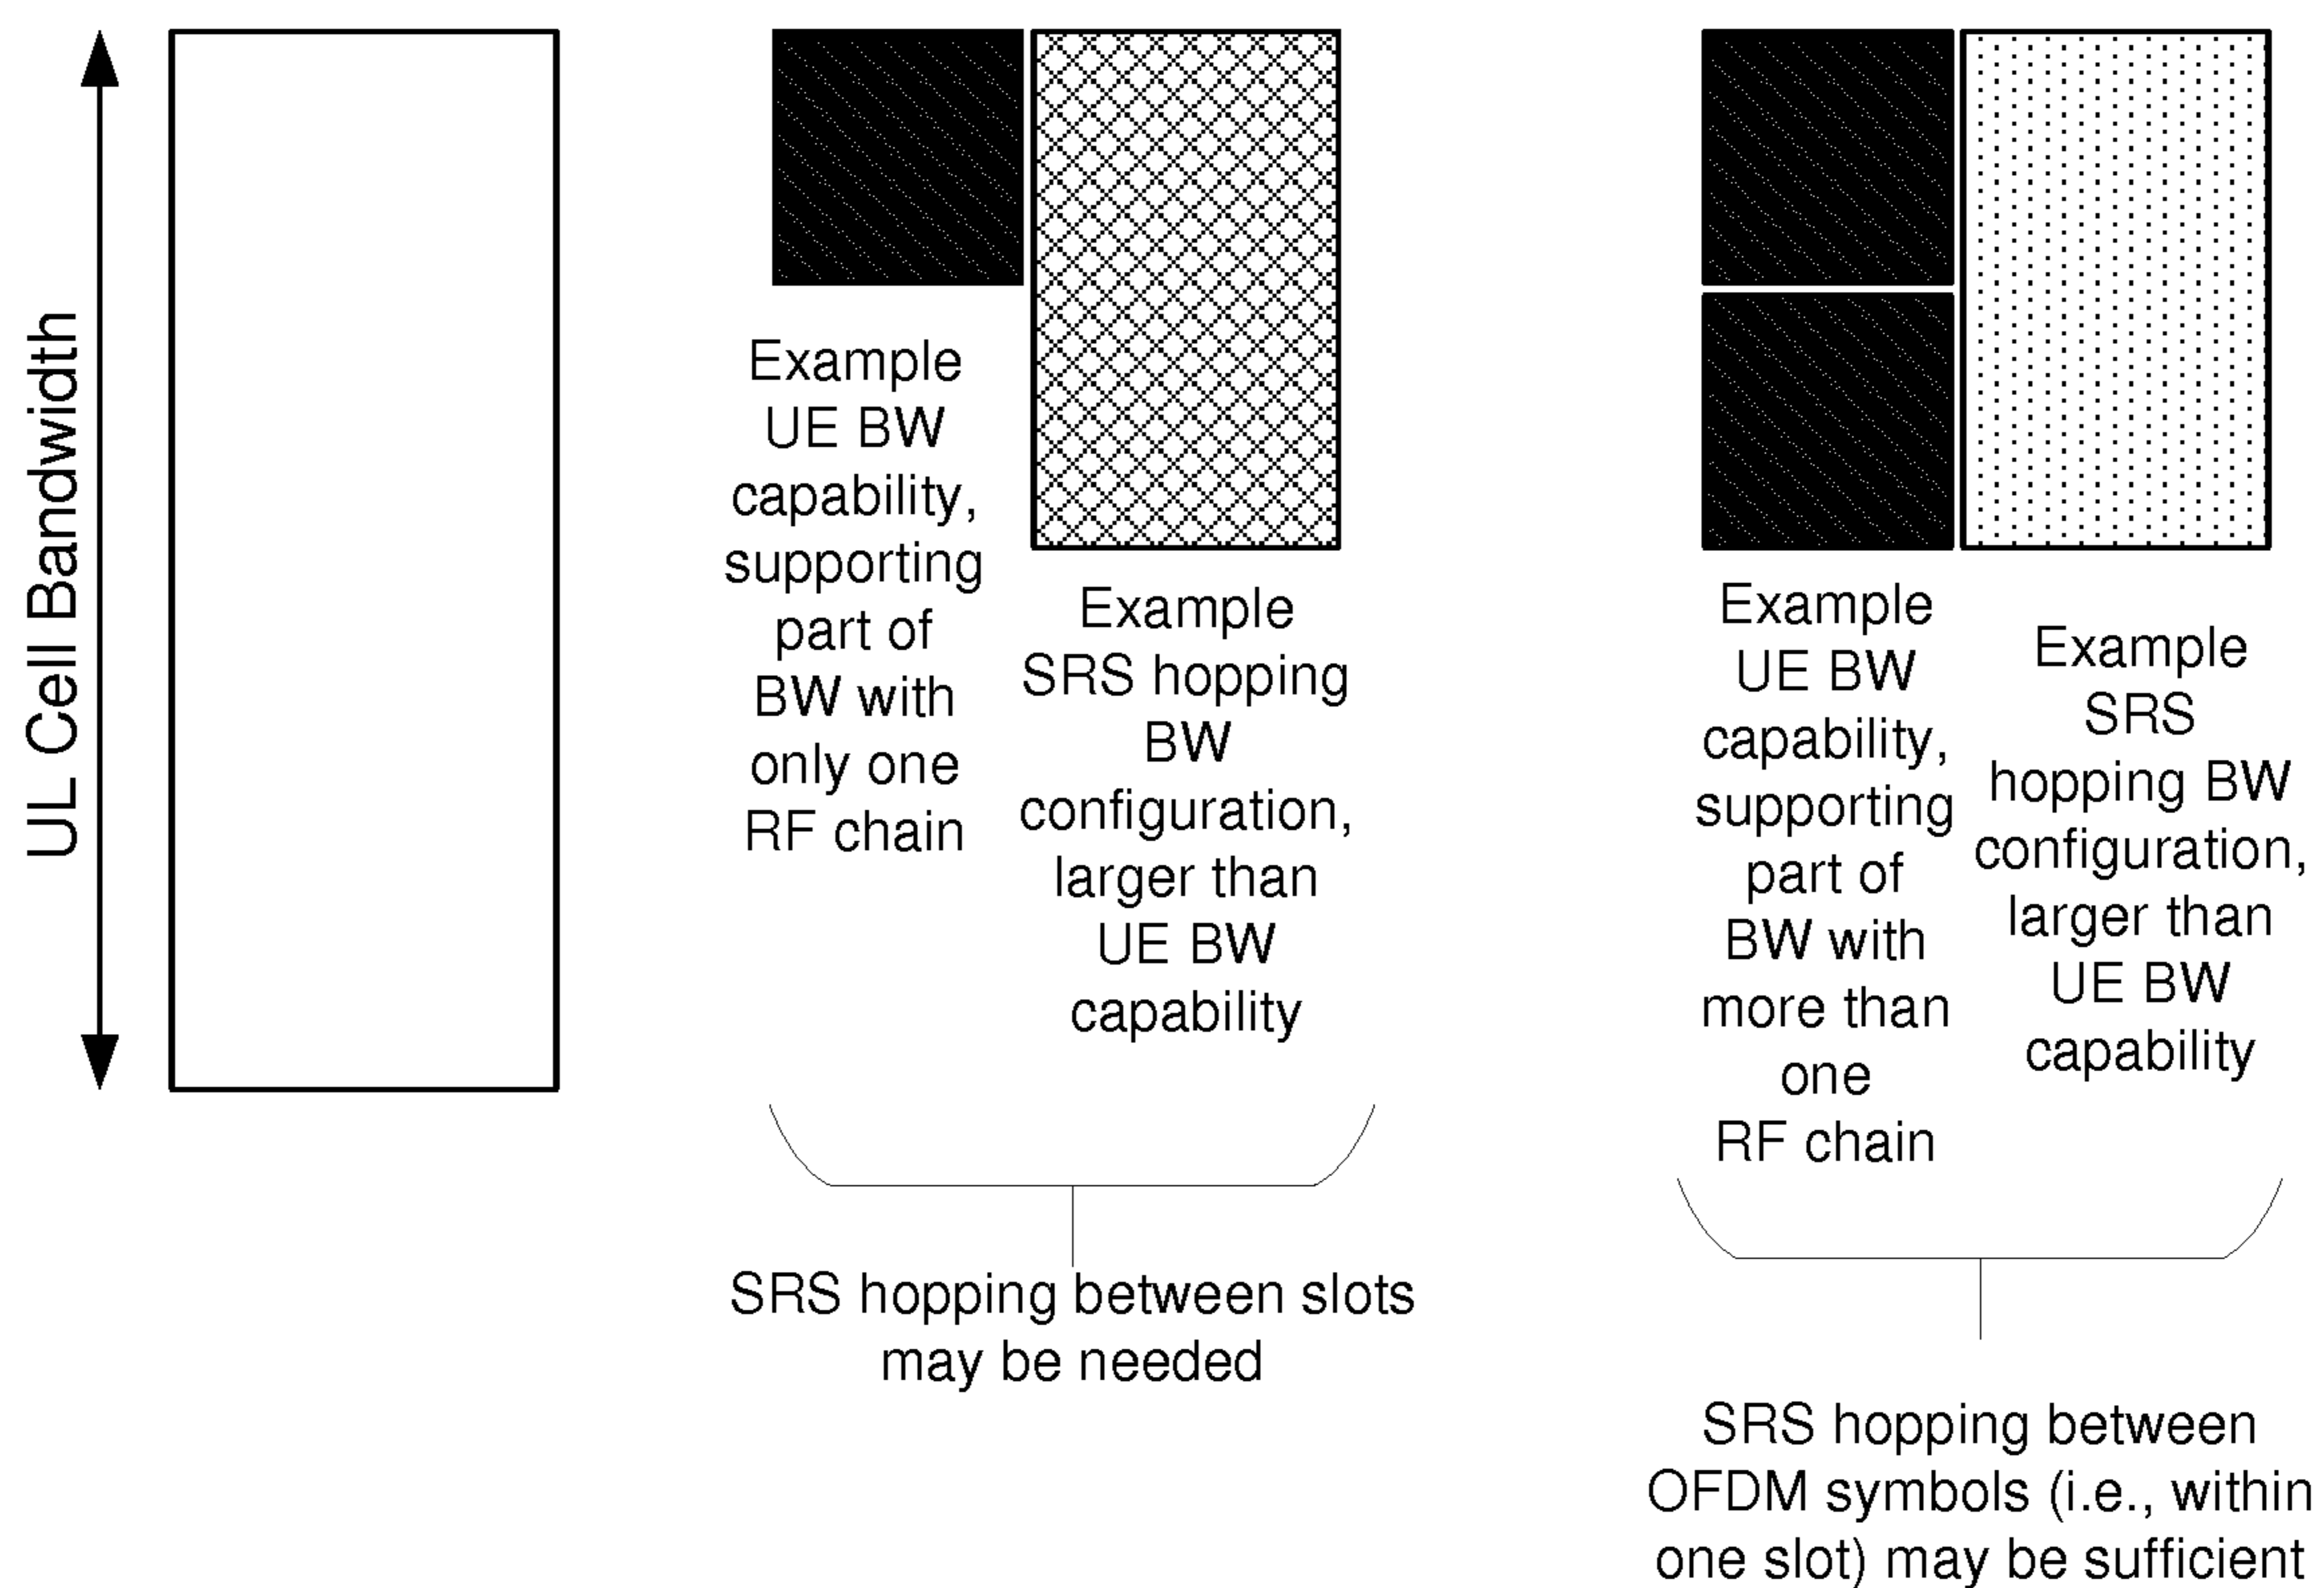 UL Cell Bandwidth
Example
UE BW
capability,
supporting
part of
BW with
only one
RF chain
Example
SRS hopping
BW
configuration,
larger than
UE BW
capability
SRS hopping between slots
may be needed
Example
UE BW
capability,
supporting
part of
BW with
more than
one
RF chain
Example
SRS
hopping BW
configuration,
larger than
UE BW
capability
SRS hopping between
OFDM symbols (i.e., within
one slot) may be sufficient